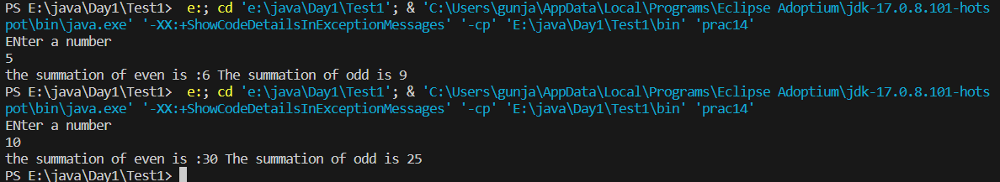 PS E:\java\Day1\Test1>  e:; cd 'e:\java\Day1\Test1'; & 'C:\Users\gunja\AppData\Local\Programs\Eclipse Adoptium\jdk-17.0.8.101-hots
pot\bin\java.exe' '-XX:+ShowCodeDetailsInExceptionMessages' '-cp' 'E:\java\Day1\Test1\bin' 'prac14'
ENter a number
5
the summation of even is :6 The summation of odd is 9
PS E:\java\Day1\Test1>  e:; cd 'e:\java\Day1\Test1'; & 'C:\Users\gunja\AppData\Local\Programs\Eclipse Adoptium\jdk-17.0.8.101-hots
pot\bin\java.exe' '-XX:+ShowCodeDetailsInExceptionMessages' '-cp' 'E:\java\Day1\Test1\bin' 'prac14'
ENter a number
10
the summation of even is :30 The summation of odd is 25
PS E:\java\Day1\Test1>